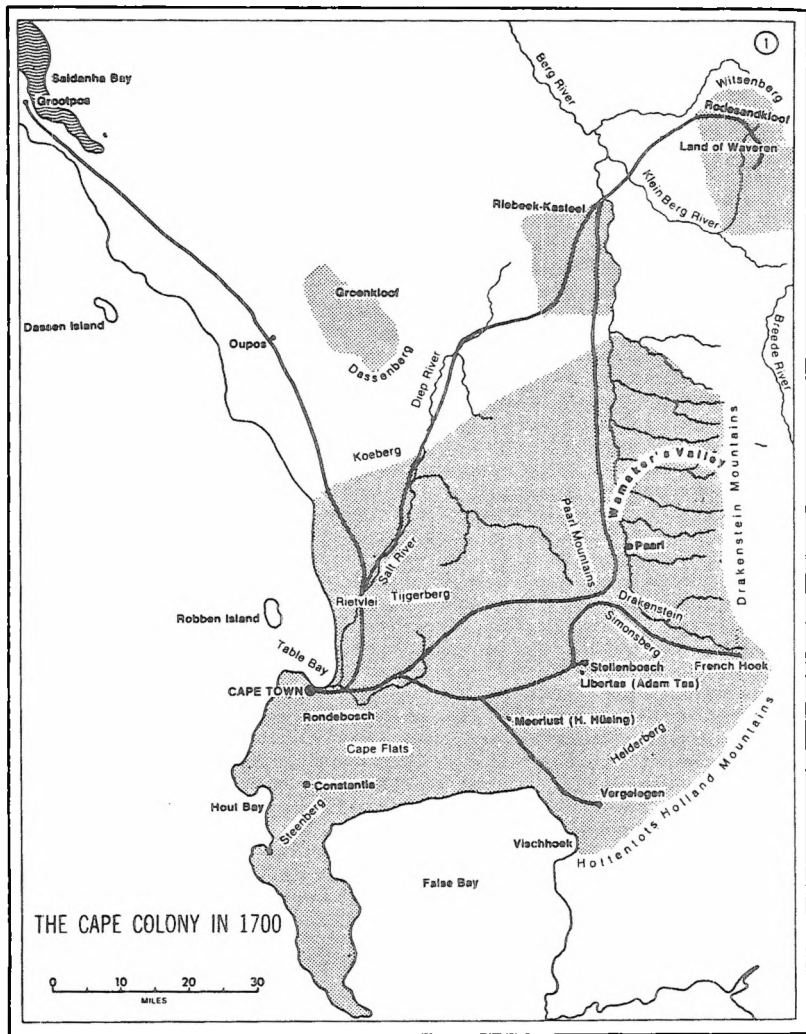 1
Saldanha Bay
Grootpos
Berg River
Witsenberg
Rodesandkloof
Land of Waveren
Klein Berg River
Riebeek-Kasteel
Groenkloof
Dassen Island
Oupos
Dassenberg
Diep River
Breede River
Koeberg
Wamaker's Valley
Drakenstein Mountains
Paarl Mountains
Paarl
Salt River
Rietvlei
Tijgerberg
Robben Island
Drakenstein
Simonsberg
Table Bay
Stellenbosch
French Hoek
CAPE TOWN
Libertas (Adam Tas)
Rondebosch
Meerlust (H. Hüsing)
Cape Flats
Helderberg
Constantia
Vergelegen
Hout Bay
Steenberg
Hottentots Holland Mountains
Vischhoek
False Bay
THE CAPE COLONY IN 1700
0 10 20 30
MILES